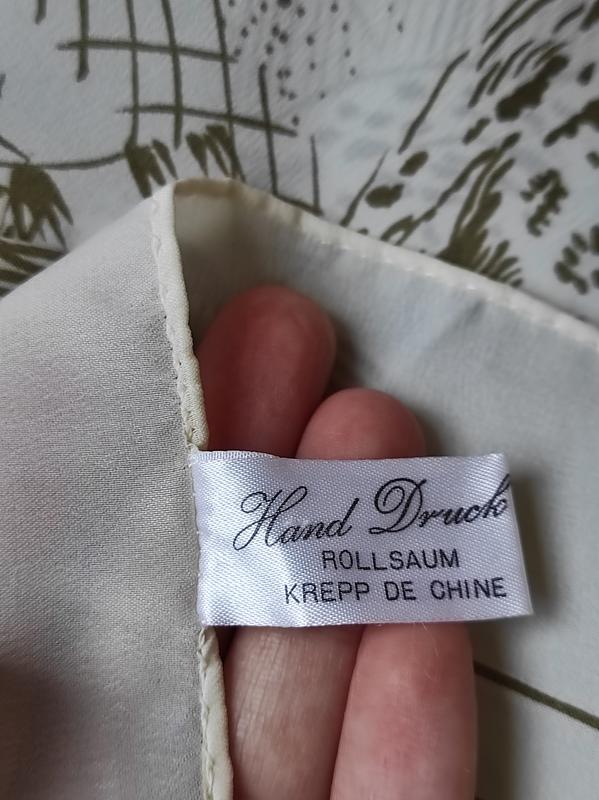 Hand Druck
ROLLSAUM
KREPP DE CHINE